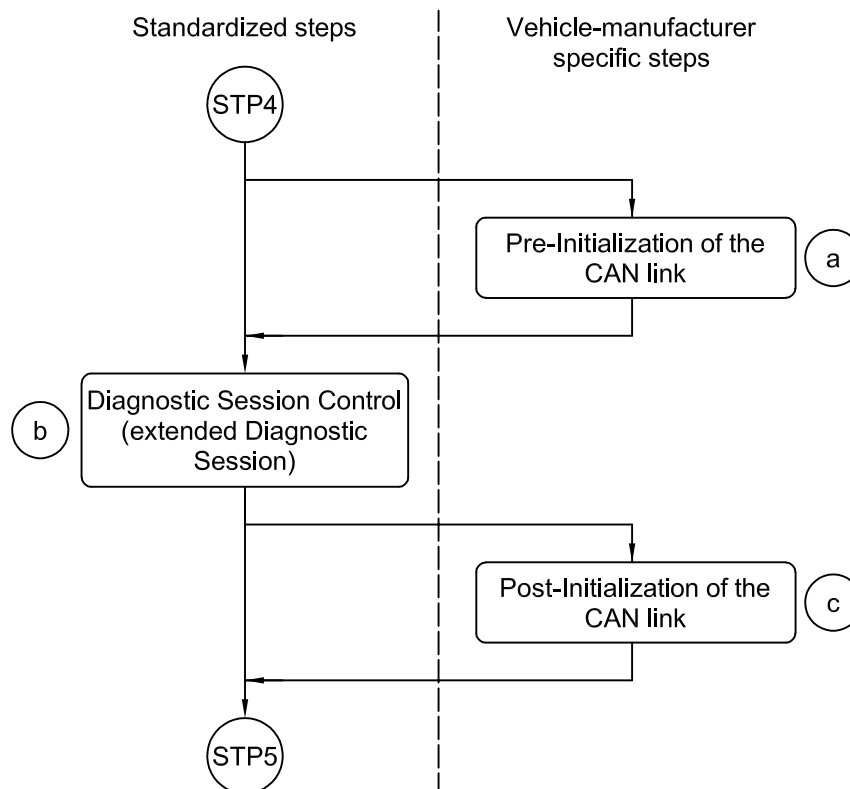 Standardized steps
Vehicle-manufacturer
specific steps
STP4
Pre-Initialization of the
CAN link
a
Diagnostic Session Control
(extended Diagnostic
Session)
b
Post-Initialization of the
CAN link
c
STP5